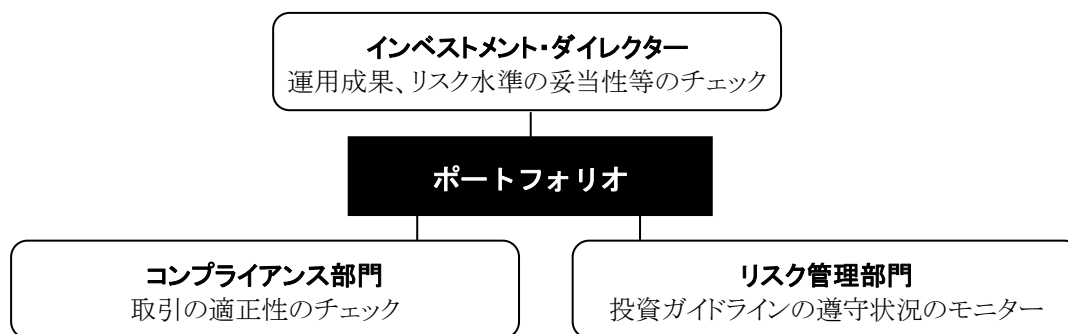 インベストメント・ダイレクター
運用成果、リスク水準の妥当性等のチェック
ポートフォリオ
コンプライアンス部門
取引の適正性のチェック
リスク管理部門
投資ガイドラインの遵守状況のモニター